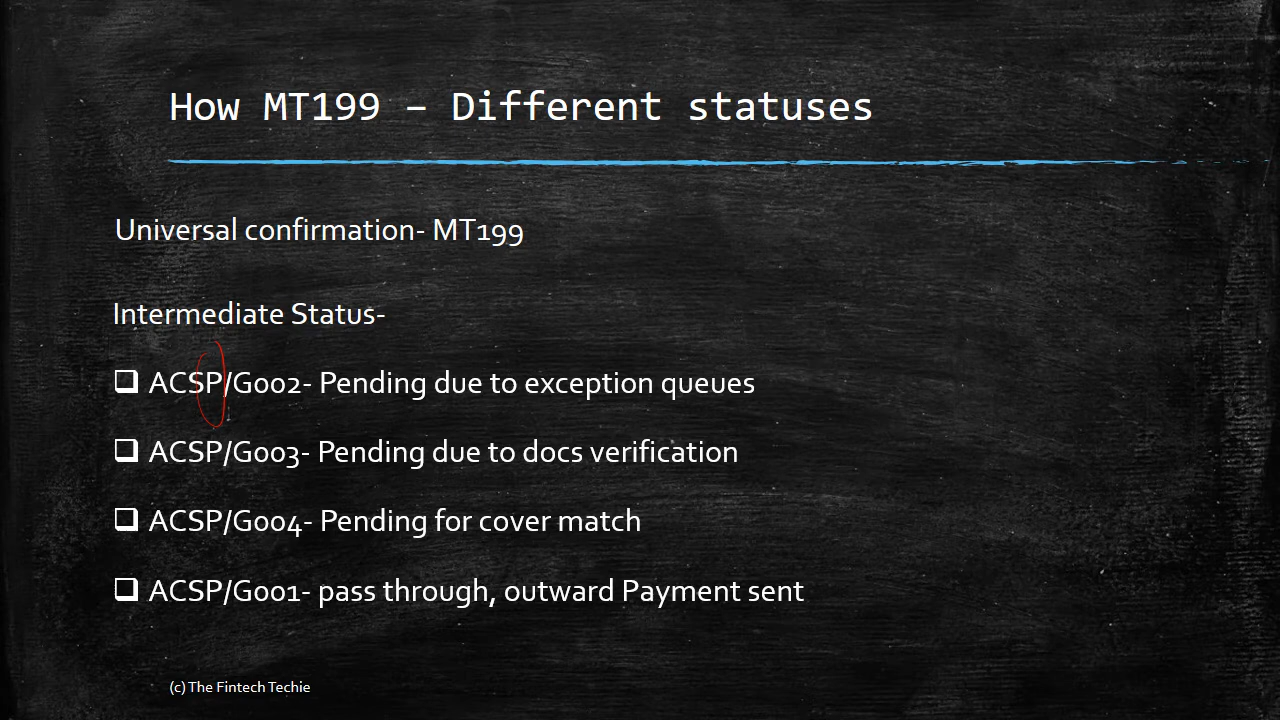 How MT199 – Different statuses
Universal confirmation- MT199
Intermediate Status-
ACSP/G002- Pending due to exception queues
ACSP/G003- Pending due to docs verification
ACSP/G004- Pending for cover match
ACSP/G001- pass through, outward Payment sent
(c) The Fintech Techie